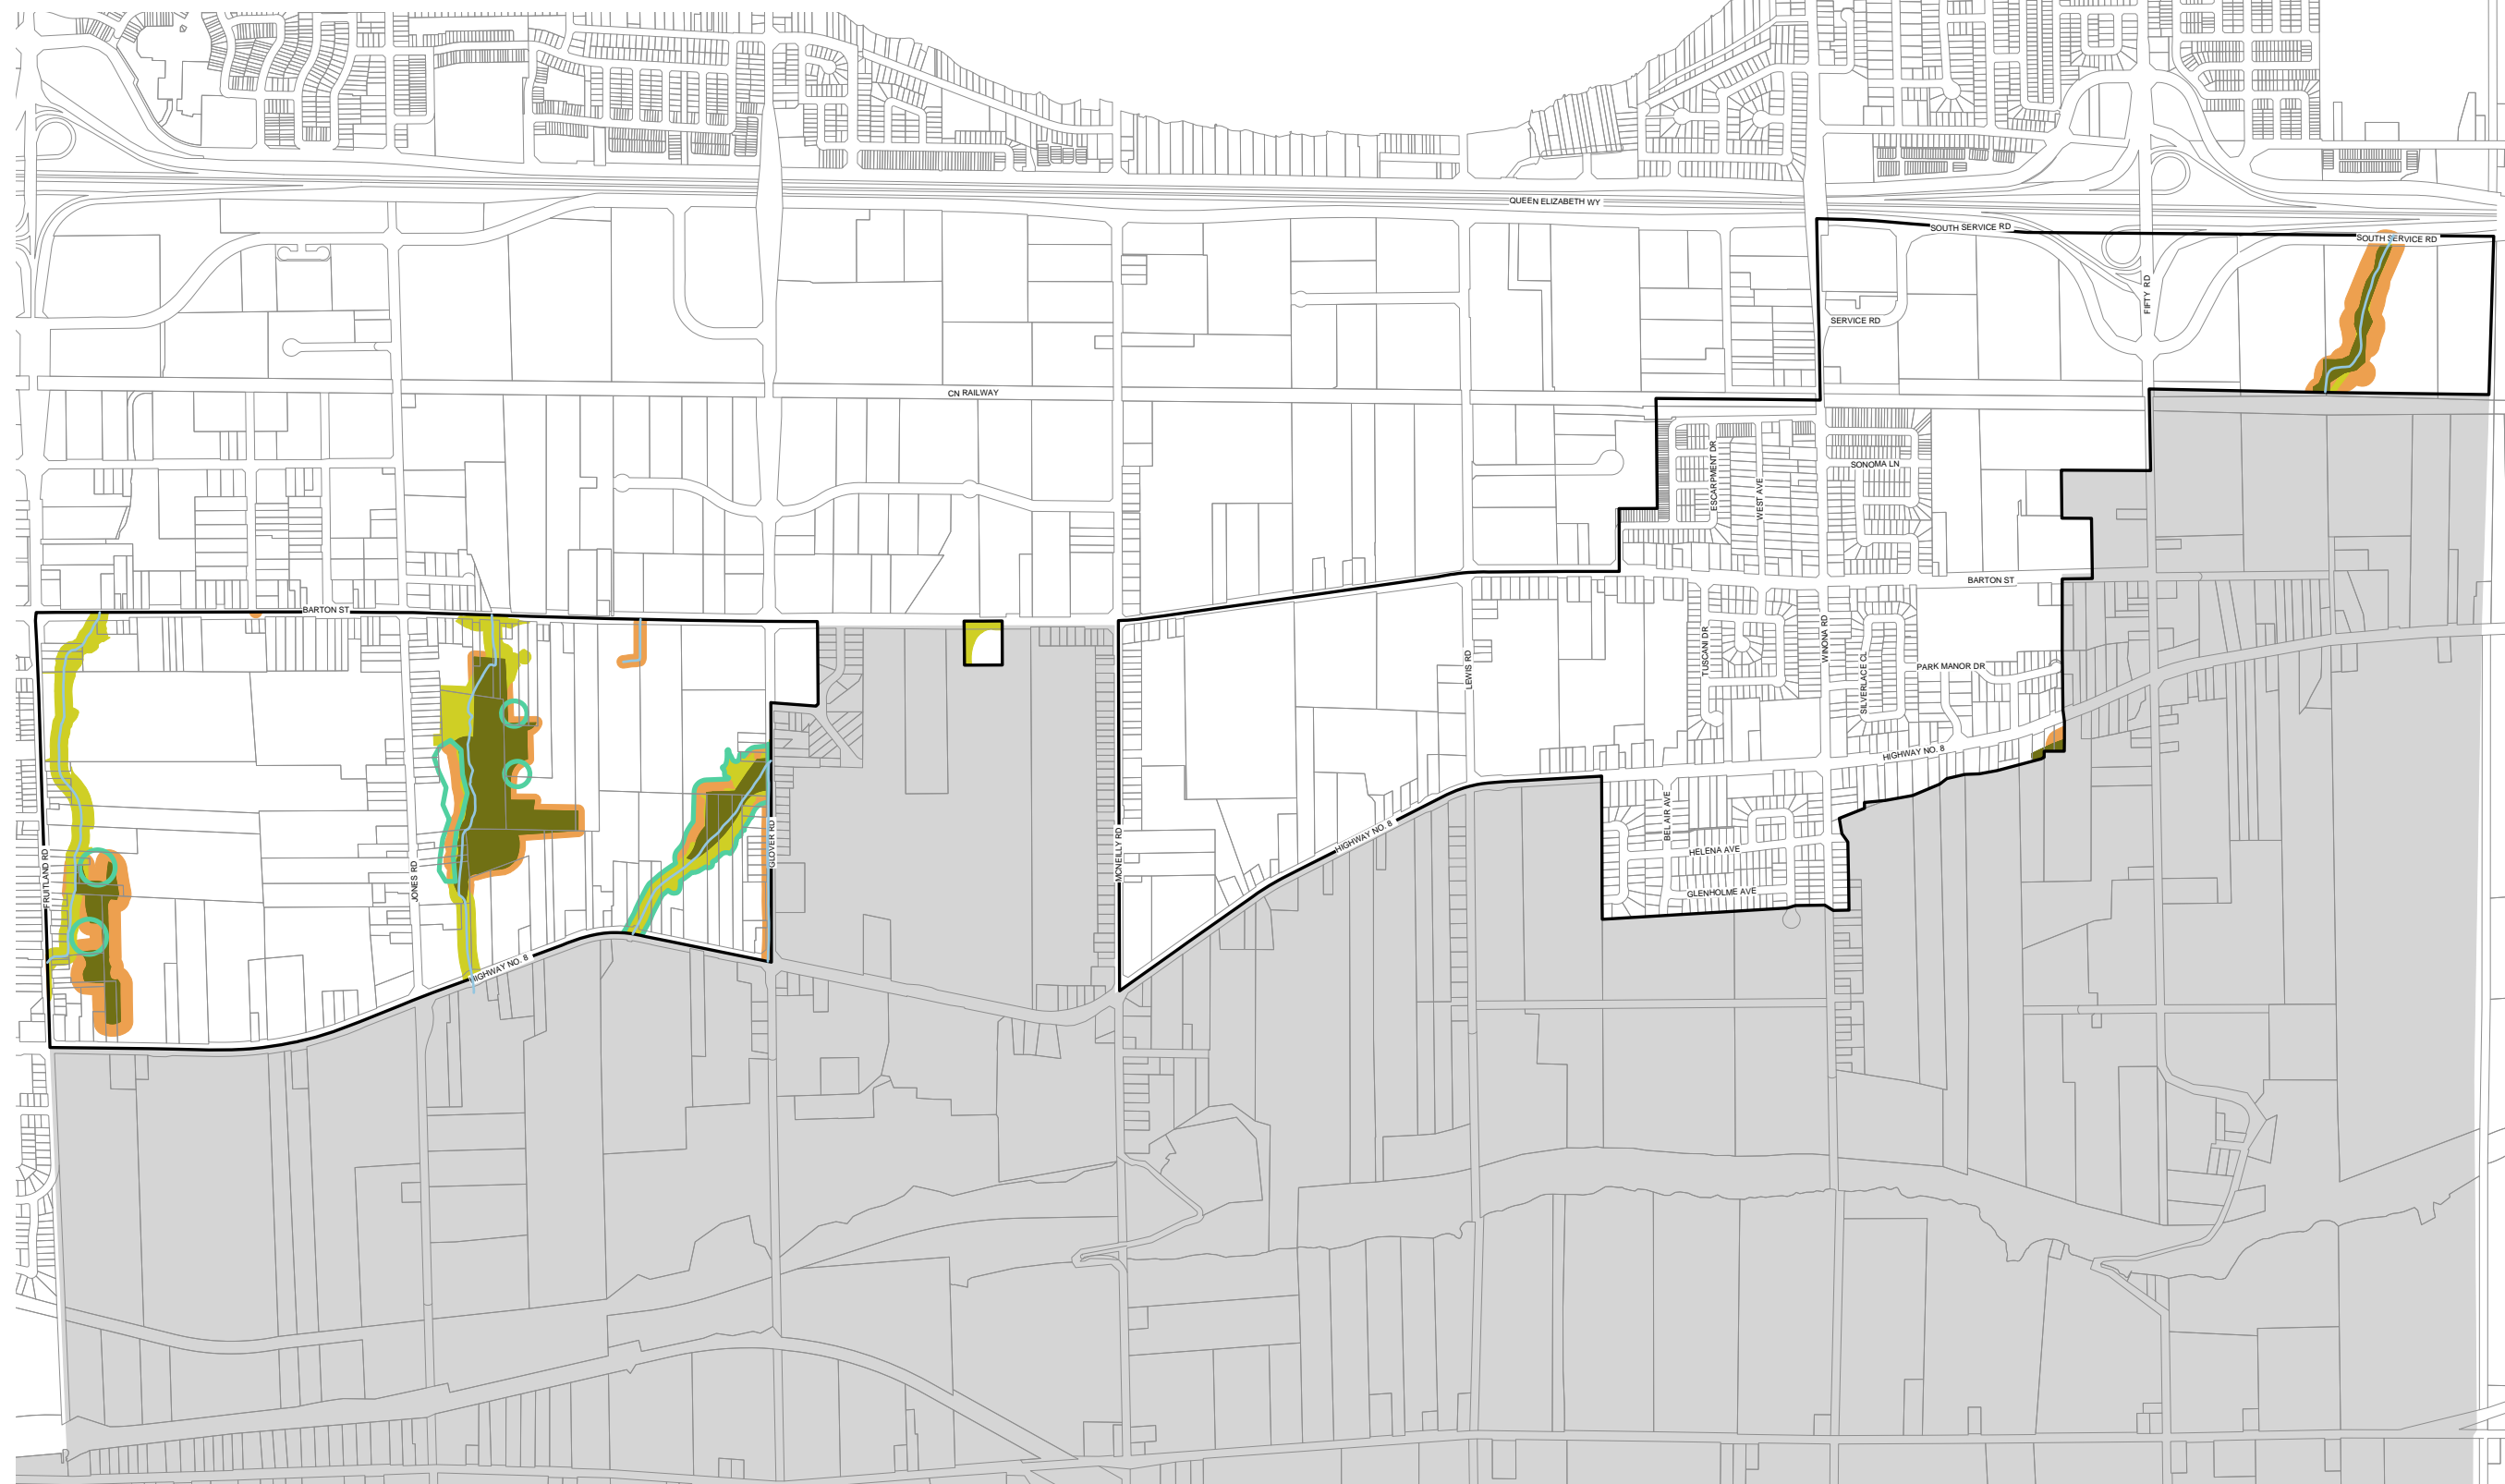 QUEEN ELIZABETH WY
SOUTH SERVICE RD
SOUTH SERVICE RD
FIFTY RD
SERVICE RD
CN RAILWAY
ESCARPMENT DR
WEST AVE
SONOMA LN
BARTON ST
BARTON ST
LEWIS RD
TUSCANI DR
WINONA RD
SILVERLACE CL
PARK MANOR DR
HIGHWAY NO. 8
FRUITLAND RD
JONES RD
GLOVER RD
MCNEILLY RD
HIGHWAY NO. 8
BEL AIR AVE
HELENA AVE
GLENHOLME AVE
HIGHWAY NO. 8